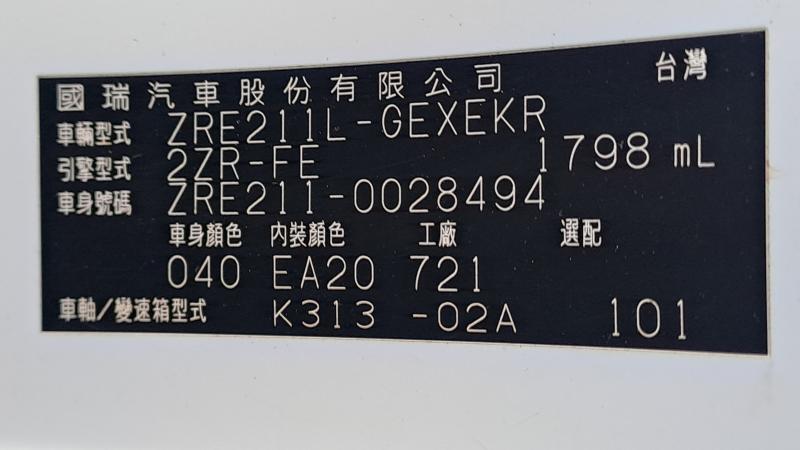 國瑞汽車股份有限公司 台灣
車輛型式 ZRE211L-GEXEKR
引擎型式 2ZR-FE 1798 mL
車身號碼 ZRE211-0028494
車身顏色 內裝顏色 工廠 選配
040 EA20 721
車軸/變速箱型式 K313 -02A 101